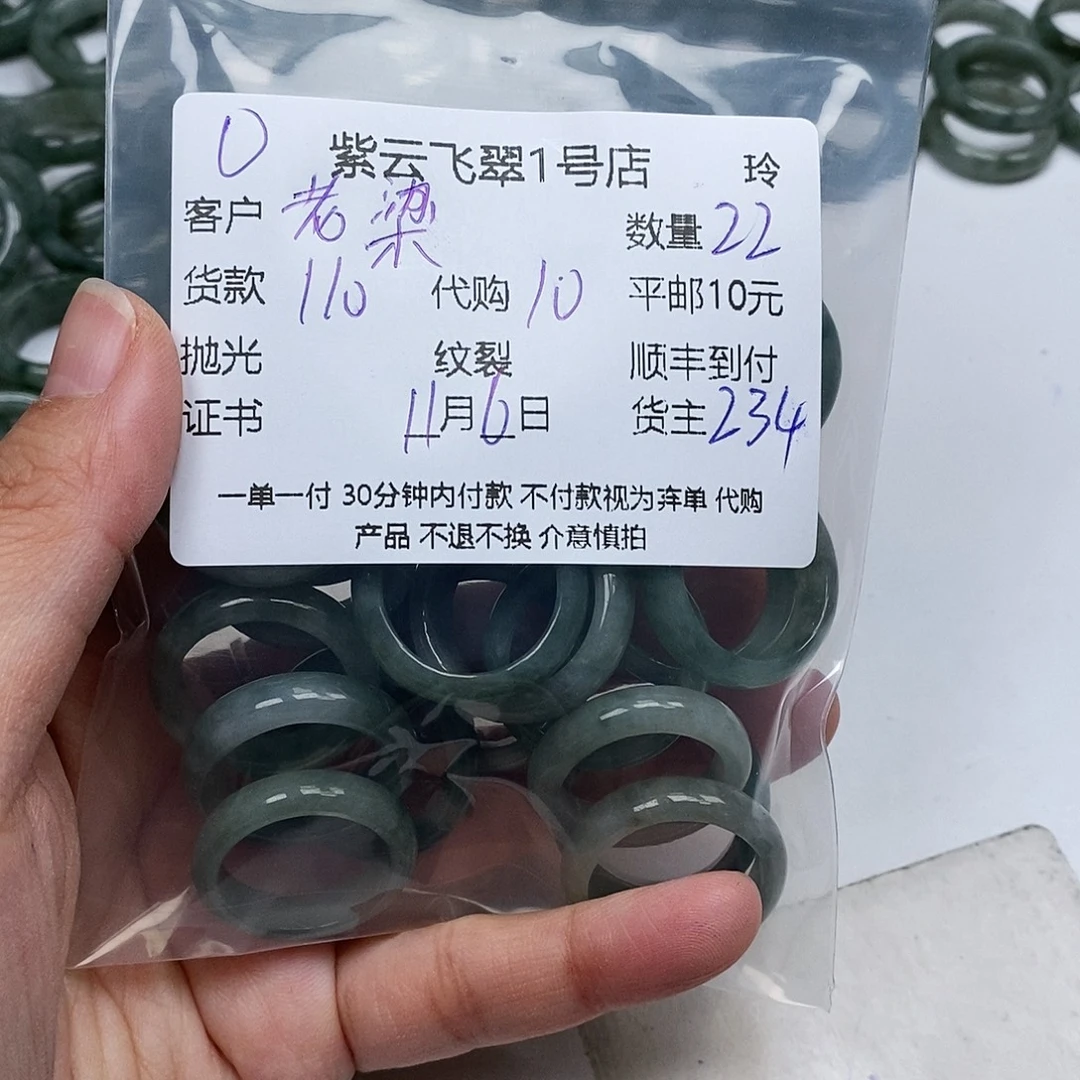 0 紫云飞翠1号店 玲
客户 老梁 数量 22
货款 110 代购 10 平邮10元
抛光 纹裂 顺丰到付
证书 11月6日 货主 234
一单一付 30分钟内付款 不付款视为弃单 代购
产品 不退不换 介意慎拍